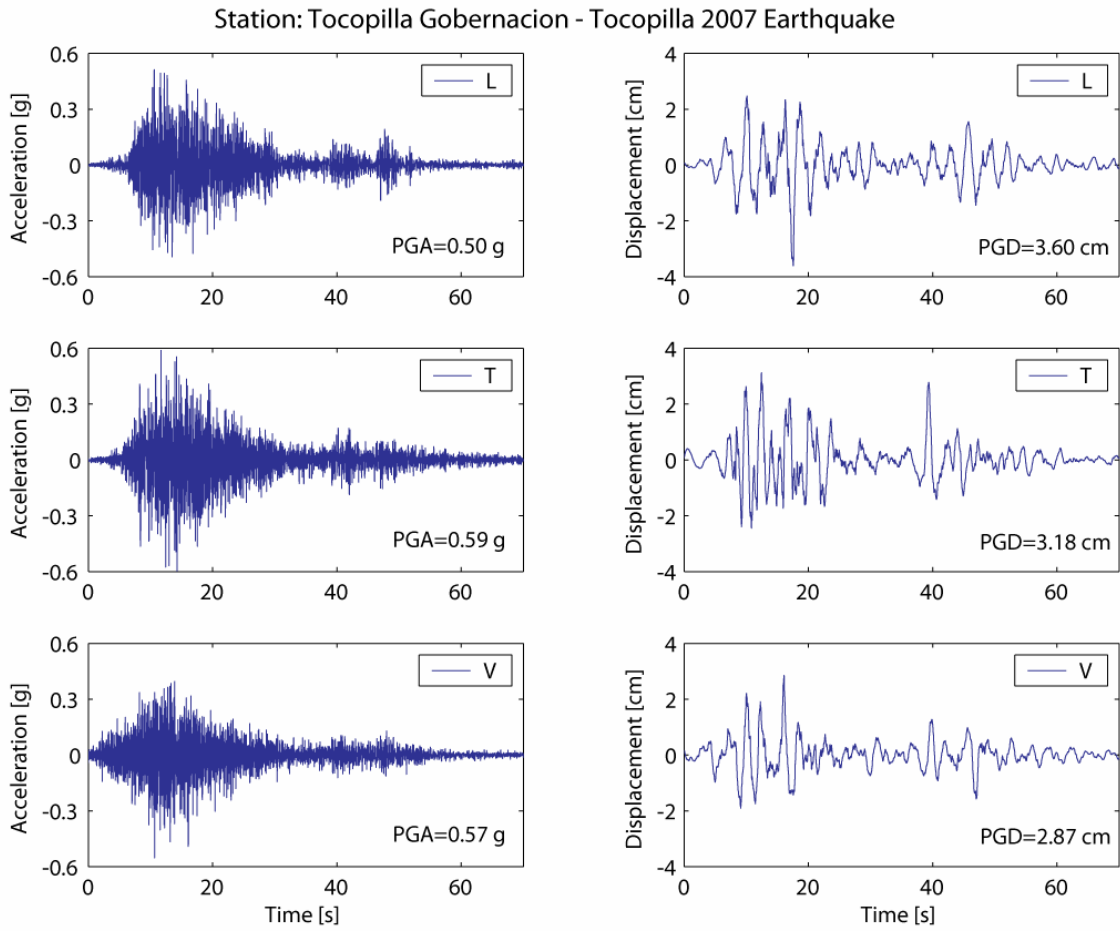 Station: Tocopilla Gobernacion - Tocopilla 2007 Earthquake
Acceleration [g]
0.6
0.3
0
-0.3
-0.6
L
PGA=0.50 g
0 20 40 60
Displacement [cm]
4
2
0
-2
-4
L
PGD=3.60 cm
0 20 40 60
Acceleration [g]
0.6
0.3
0
-0.3
-0.6
T
PGA=0.59 g
0 20 40 60
Displacement [cm]
4
2
0
-2
-4
T
PGD=3.18 cm
0 20 40 60
Acceleration [g]
0.6
0.3
0
-0.3
-0.6
V
PGA=0.57 g
0 20 40 60
Time [s]
Displacement [cm]
4
2
0
-2
-4
V
PGD=2.87 cm
0 20 40 60
Time [s]